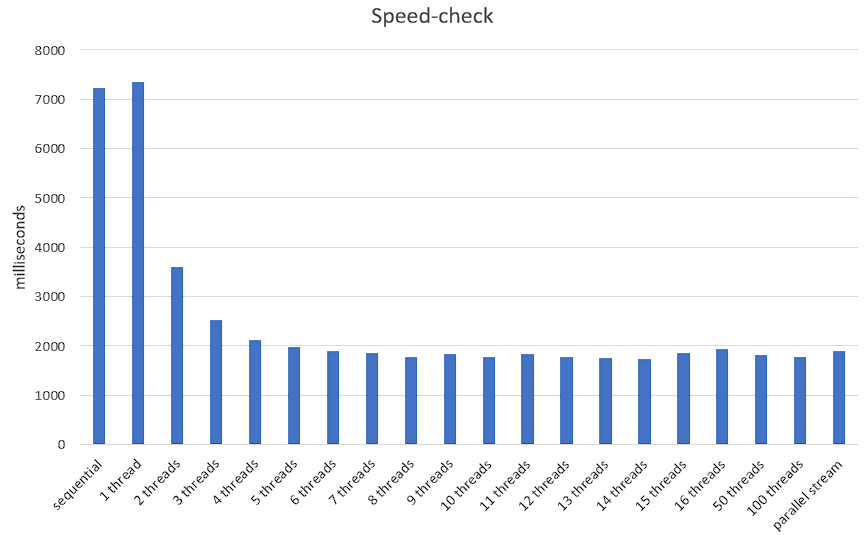 Speed-check
milliseconds
8000
7000
6000
5000
4000
3000
2000
1000
0
sequential
1 thread
2 threads
3 threads
4 threads
5 threads
6 threads
7 threads
8 threads
9 threads
10 threads
11 threads
12 threads
13 threads
14 threads
15 threads
16 threads
50 threads
100 threads
parallel stream